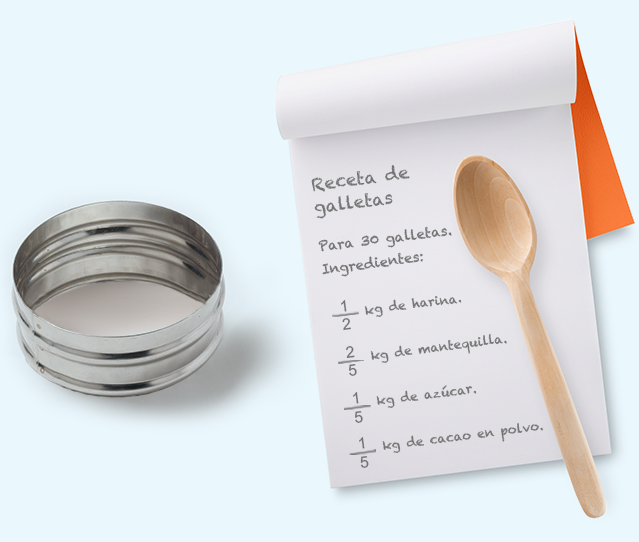 Receta de
galletas
Para 30 galletas.
Ingredientes:
1/2 kg de harina.
2/5 kg de mantequilla.
1/5 kg de azúcar.
1/5 kg de cacao en polvo.